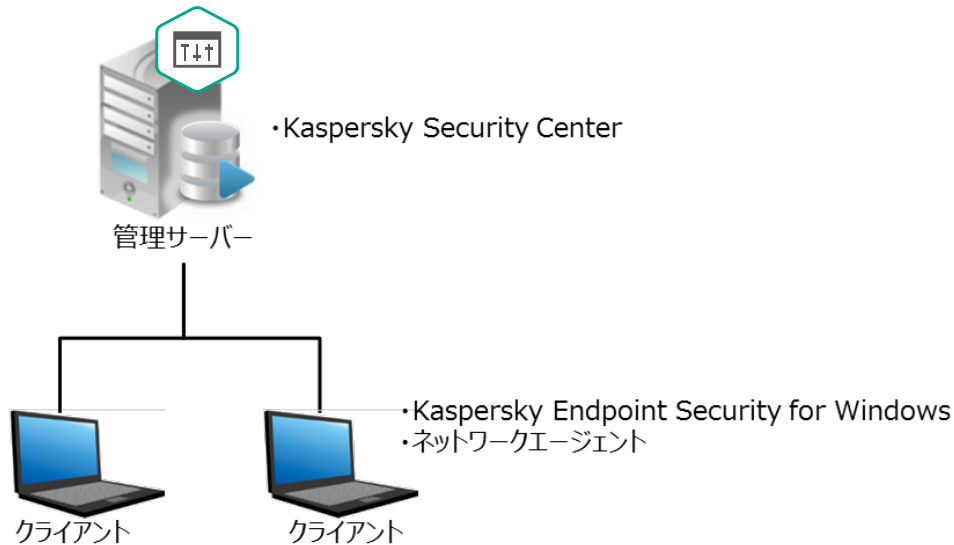 ・Kaspersky Security Center
管理サーバー
・Kaspersky Endpoint Security for Windows
・ネットワークエージェント
クライアント
クライアント